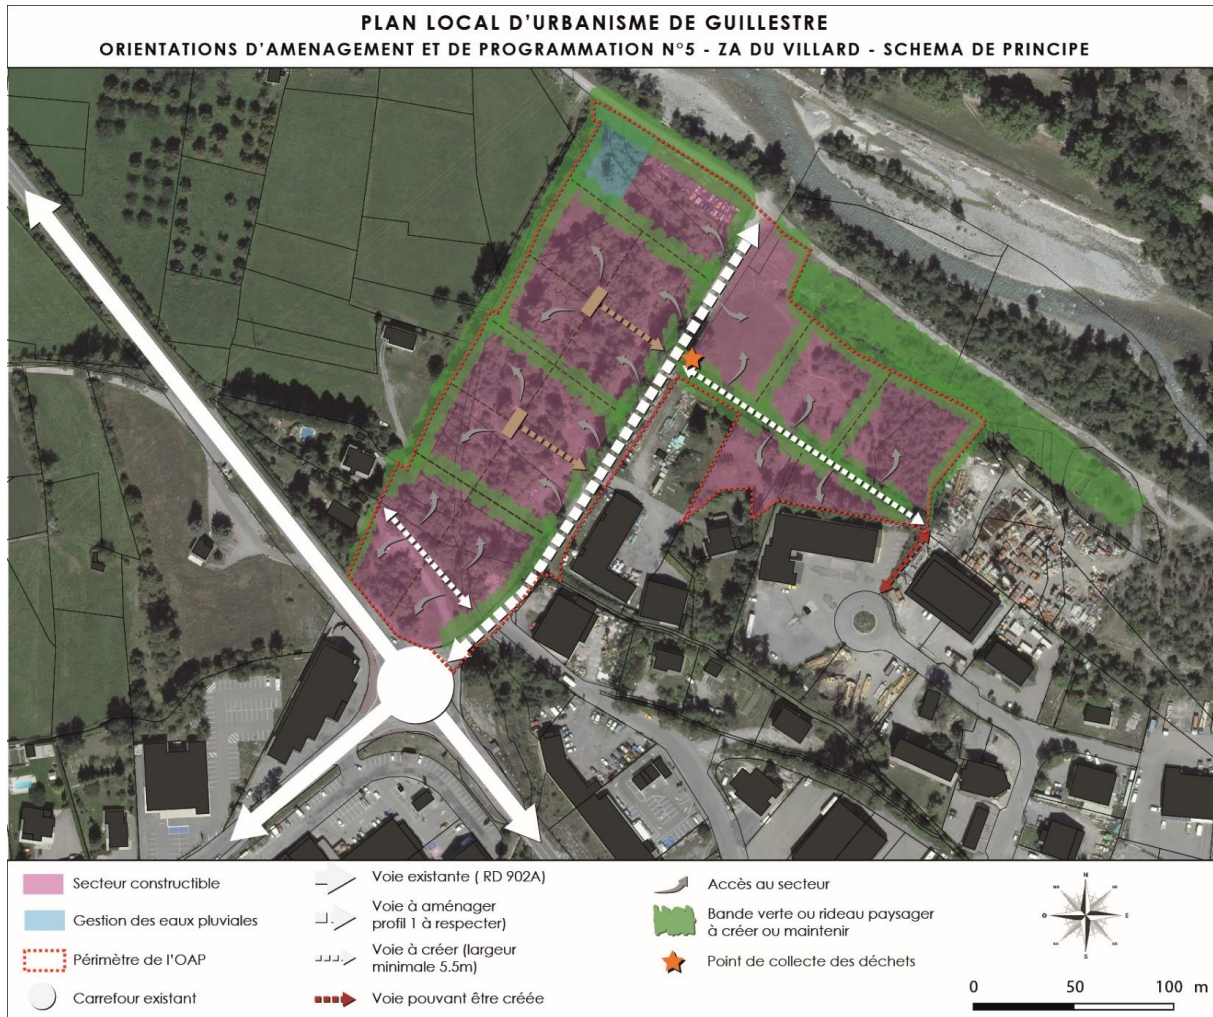 PLAN LOCAL D'URBANISME DE GUILLESTRE
ORIENTATIONS D'AMENAGEMENT ET DE PROGRAMMATION N°5 - ZA DU VILLARD - SCHEMA DE PRINCIPE
Secteur constructible
Gestion des eaux pluviales
Périmètre de l'OAP
Carrefour existant
Voie existante ( RD 902A)
Voie à aménager
profil 1 à respecter)
Voie à créer (largeur
minimale 5.5m)
Voie pouvant être créée
Accès au secteur
Bande verte ou rideau paysager
à créer ou maintenir
Point de collecte des déchets
N
O E
S
0 50 100 m